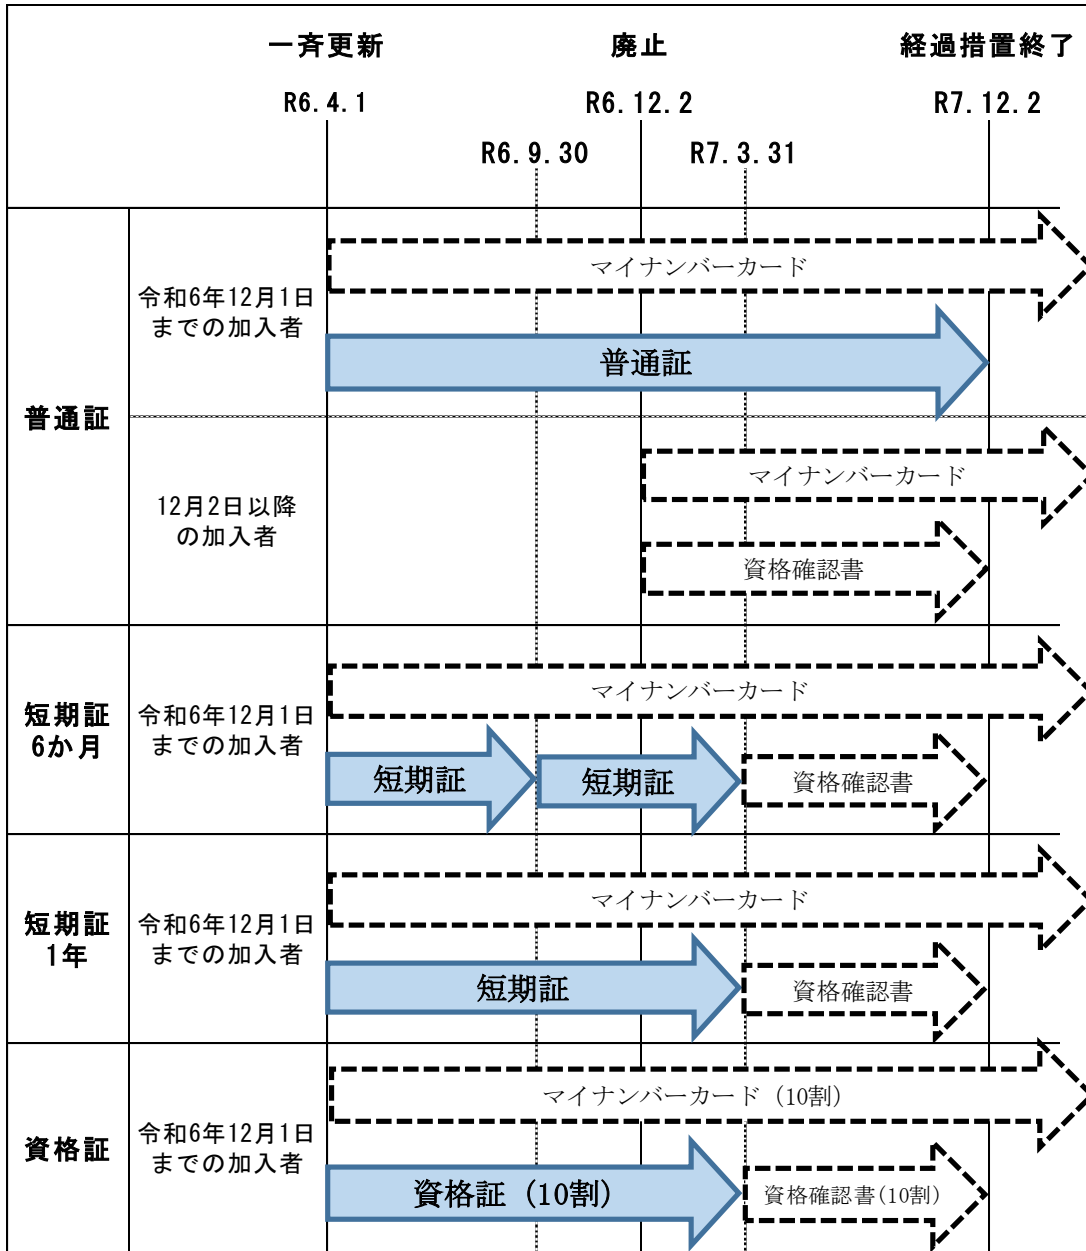 一斉更新
廃止
経過措置終了
R6.4.1
R6.12.2
R7.12.2
R6.9.30
R7.3.31
普通証
令和6年12月1日
までの加入者
マイナンバーカード
普通証
12月2日以降
の加入者
マイナンバーカード
資格確認書
短期証
6か月
令和6年12月1日
までの加入者
マイナンバーカード
短期証
短期証
資格確認書
短期証
1年
令和6年12月1日
までの加入者
マイナンバーカード
短期証
資格確認書
資格証
令和6年12月1日
までの加入者
マイナンバーカード（10割）
資格証（10割）
資格確認書(10割)